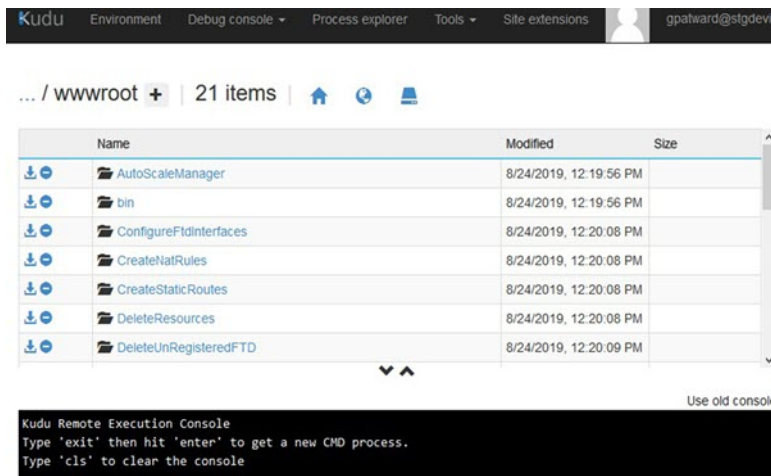 Kudu Environment Debug console Process explorer Tools Site extensions gpatward@stgdevi
... / wwwroot + | 21 items |
Name Modified Size
AutoScaleManager 8/24/2019, 12:19:56 PM
bin 8/24/2019, 12:19:56 PM
ConfigureFtdInterfaces 8/24/2019, 12:20:08 PM
CreateNatRules 8/24/2019, 12:20:08 PM
CreateStaticRoutes 8/24/2019, 12:20:08 PM
DeleteResources 8/24/2019, 12:20:08 PM
DeleteUnRegisteredFTD 8/24/2019, 12:20:09 PM
Use old console
Kudu Remote Execution Console
Type 'exit' then hit 'enter' to get a new CMD process.
Type 'cls' to clear the console